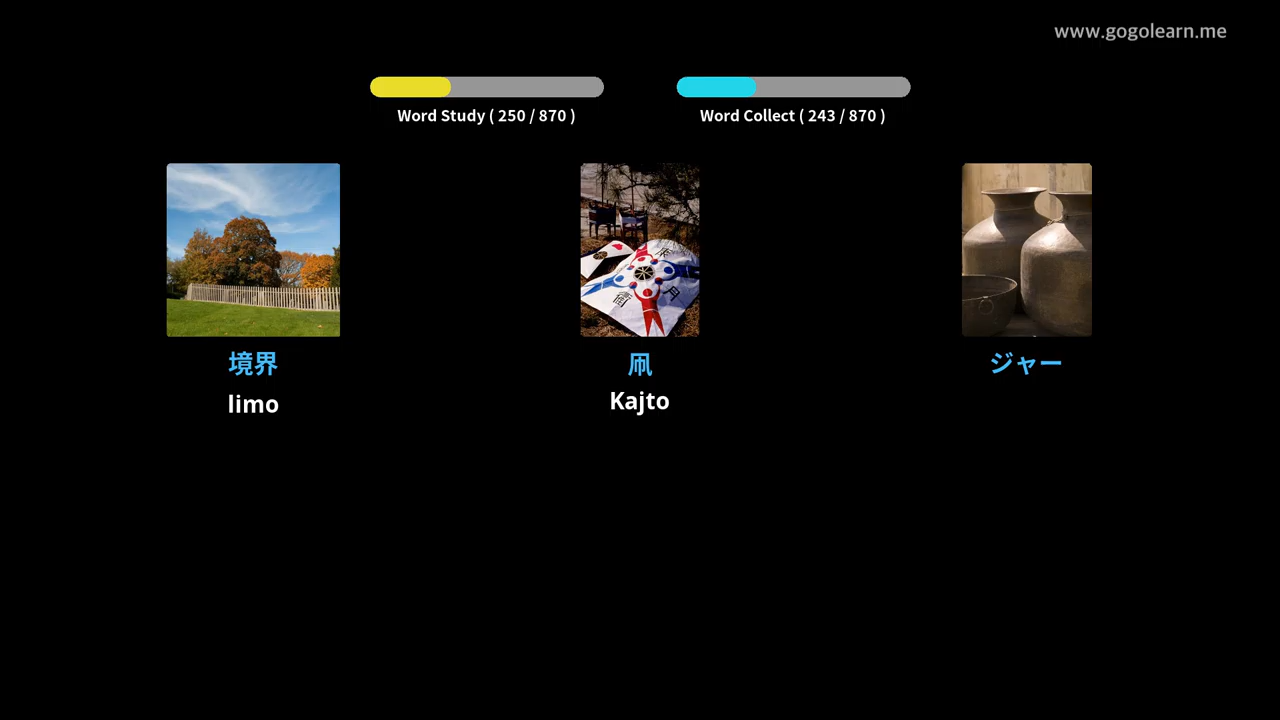 www.gogolearn.me
Word Study ( 250 / 870 )
Word Collect ( 243 / 870 )
境界
limo
凧
Kajto
ジャー